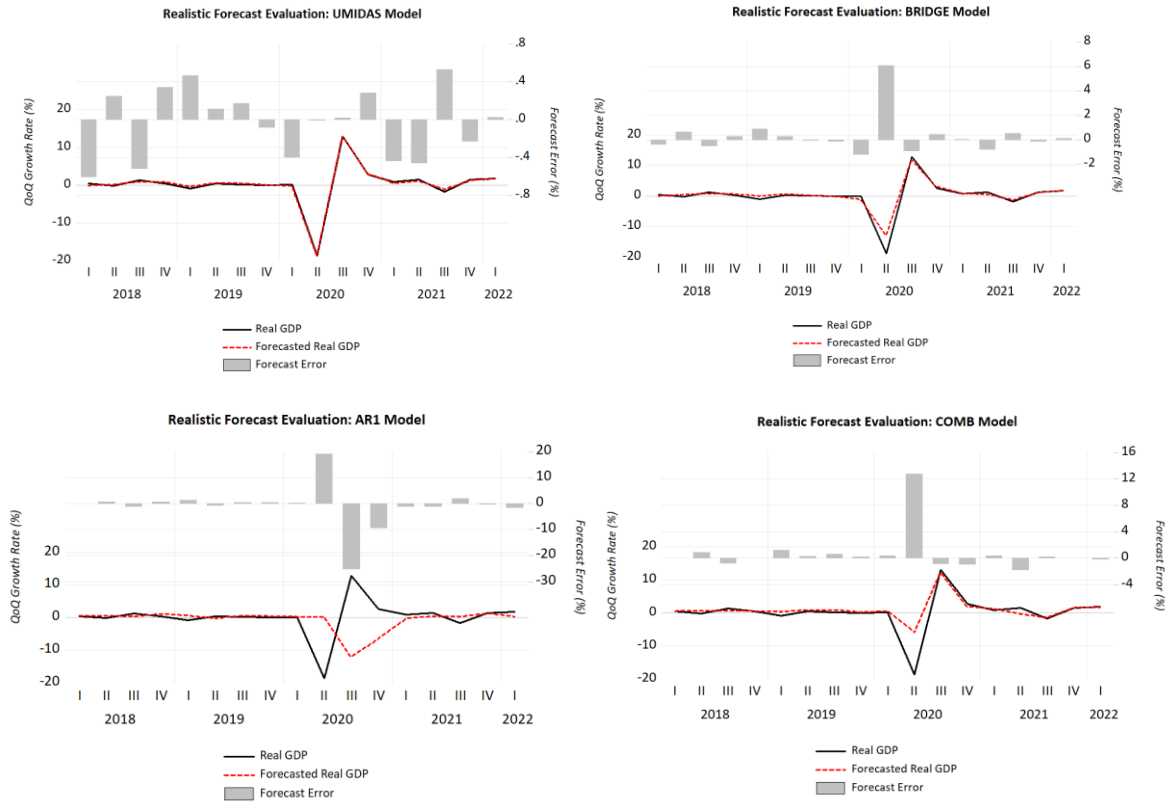 Realistic Forecast Evaluation: UMIDAS Model
QoQ Growth Rate (%)
20
10
0
-10
-20
.8
.4
.0
-.4
-.8
Forecast Error (%)
I II III IV I II III IV I II III IV I II III IV I
2018 2019 2020 2021 2022
Real GDP
Forecasted Real GDP
Forecast Error
Realistic Forecast Evaluation: BRIDGE Model
QoQ Growth Rate (%)
20
10
0
-10
-20
8
6
4
2
0
-2
Forecast Error (%)
I II III IV I II III IV I II III IV I II III IV I
2018 2019 2020 2021 2022
Real GDP
Forecasted Real GDP
Forecast Error
Realistic Forecast Evaluation: AR1 Model
QoQ Growth Rate (%)
20
10
0
-10
-20
20
10
0
-10
-20
-30
Forecast Error (%)
I II III IV I II III IV I II III IV I II III IV I
2018 2019 2020 2021 2022
Real GDP
Forecasted Real GDP
Forecast Error
Realistic Forecast Evaluation: COMB Model
QoQ Growth Rate (%)
20
10
0
-10
-20
16
12
8
4
0
-4
Forecast Error (%)
I II III IV I II III IV I II III IV I II III IV I
2018 2019 2020 2021 2022
Real GDP
Forecasted Real GDP
Forecast Error